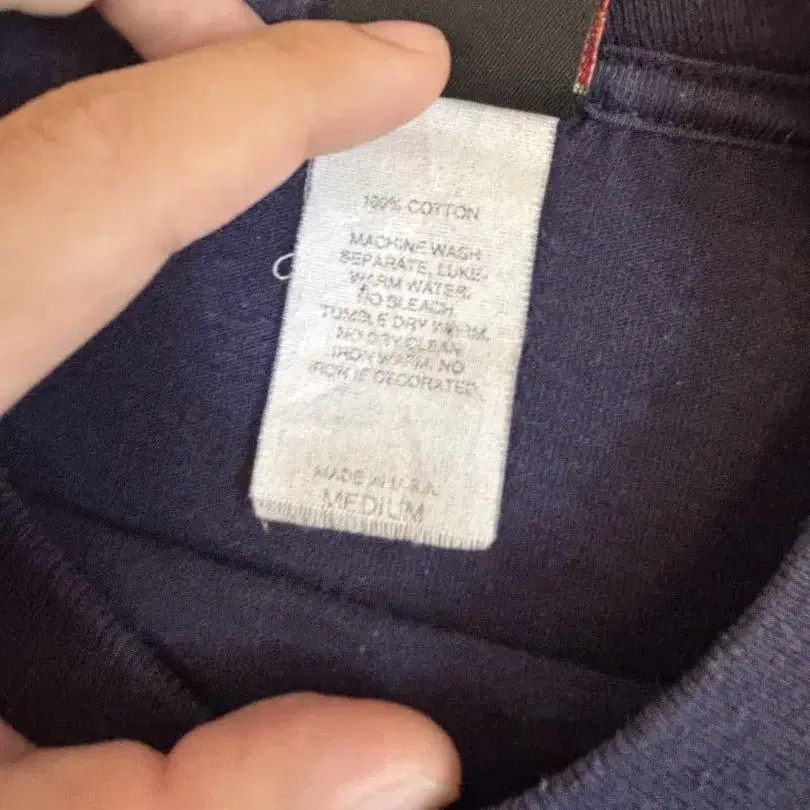 100% COTTON
MACHINE WASH
SEPARATE, LUKE-
WARM WATER.
NO BLEACH.
TUMBLE DRY WARM.
NO DRY CLEAN.
IRON WARM. NO
IRON IF DECORATED.
MADE IN U.S.A.
MEDIUM